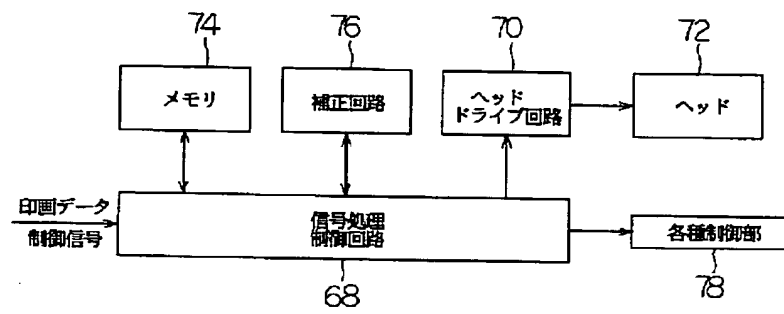 74
76
70
72
メモリ
補正回路
ヘッド
ドライブ回路
ヘッド
印画データ
制御信号
信号処理
制御回路
各種制御部
68
78